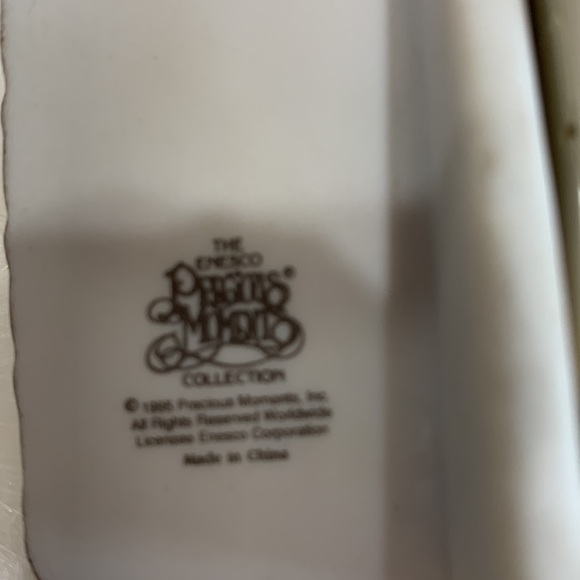 THE
ENESCO
PRECIOUS®
MOMENTS
COLLECTION
© 1995 Precious Moments, Inc.
All Rights Reserved Worldwide
Licensee Enesco Corporation
Made in China